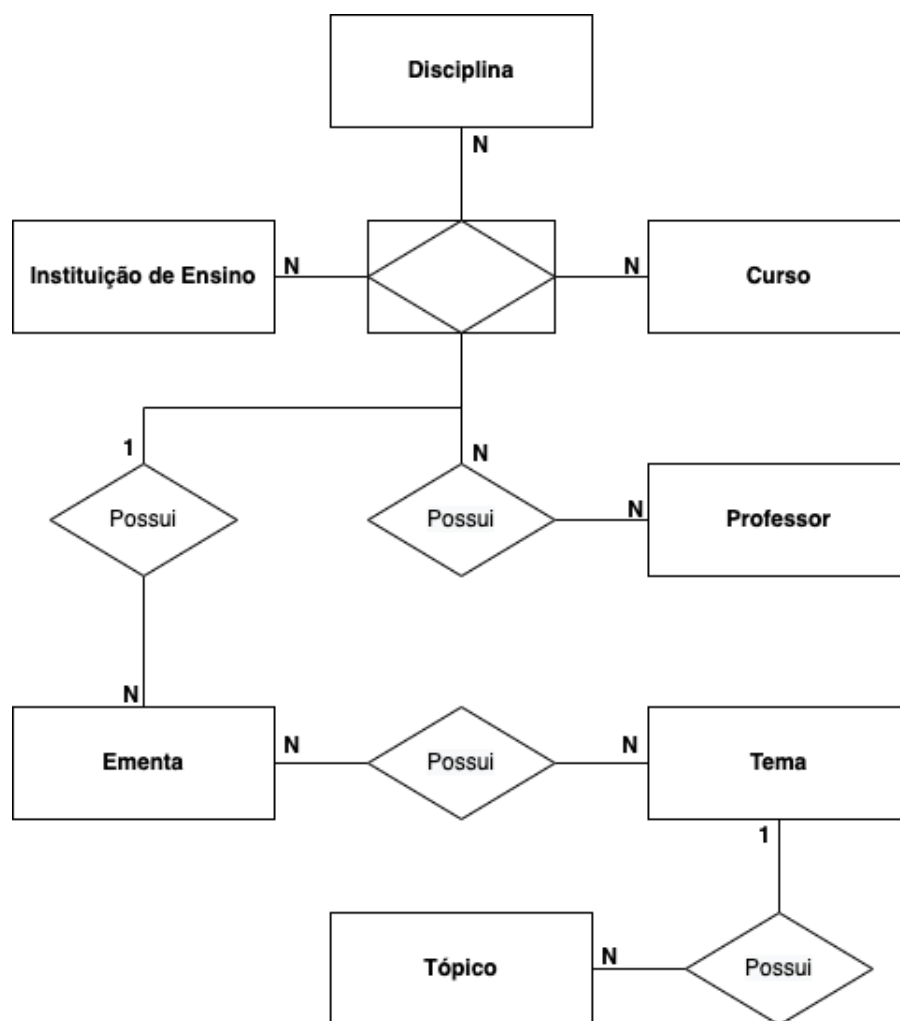 Disciplina
N
Instituição de Ensino
N
N
Curso
1
N
Possui
Possui
N
Professor
N
Ementa
N
Possui
N
Tema
1
Tópico
N
Possui